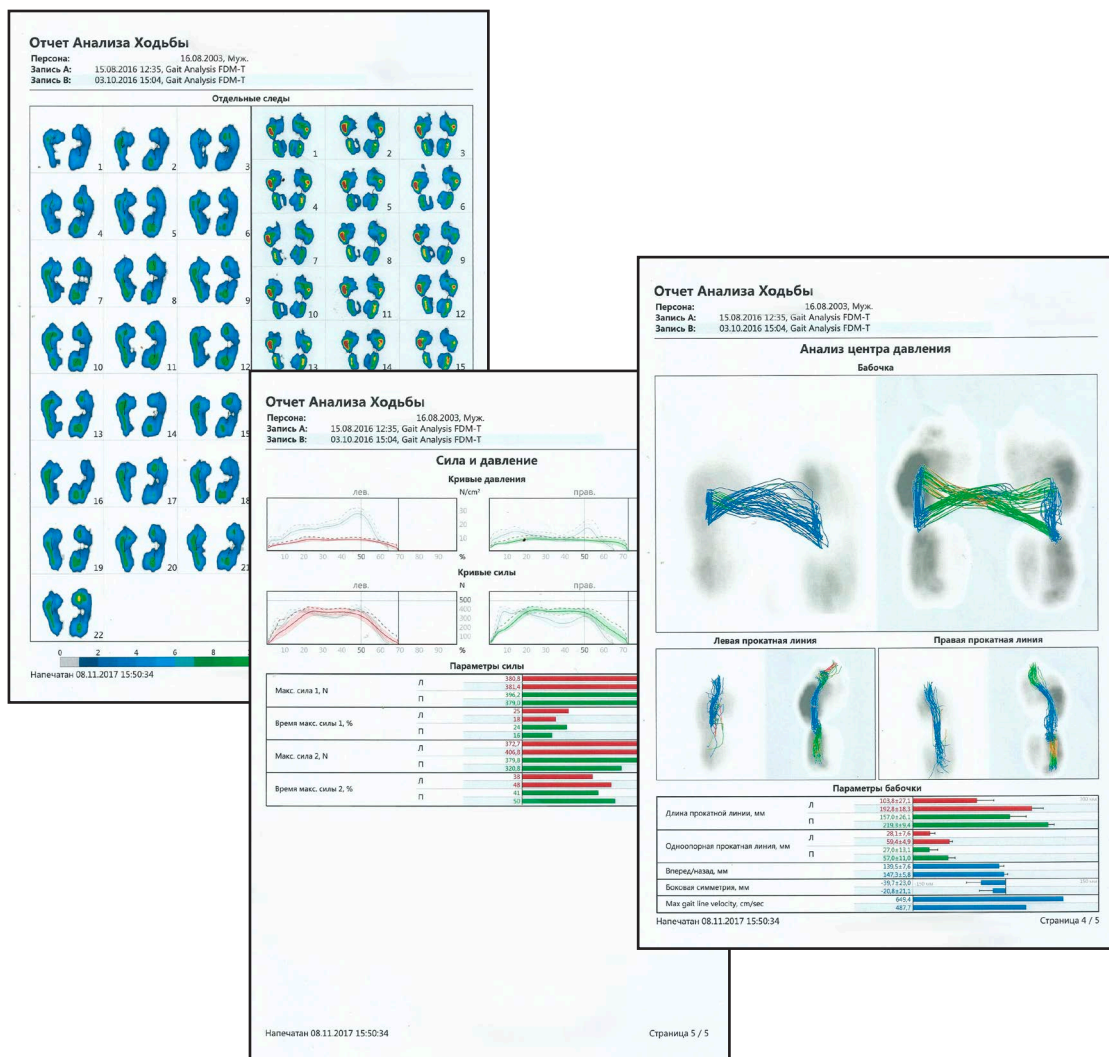 Отчет Анализа Ходьбы
Персона: 16.08.2003, Муж.
Запись A: 15.08.2016 12:35, Gait Analysis FDM-T
Запись B: 03.10.2016 15:04, Gait Analysis FDM-T
Отдельные следы
1 2 3 1 2 3
4 5 6 4 5 6
7 8 9 7 8 9
10 11 12 10 11 12
13 14 15 13 14 15
16 17 18
19 20 21
22
0 2 4 6 8
Напечатан 08.11.2017 15:50:34
Отчет Анализа Ходьбы
Персона: 16.08.2003, Муж.
Запись A: 15.08.2016 12:35, Gait Analysis FDM-T
Запись B: 03.10.2016 15:04, Gait Analysis FDM-T
Сила и давление
Кривые давления
лев. N/cm² прав.
30
20
10
10 20 30 40 50 60 70 80 90 % 10 20 30 40 50 60 70
Кривые силы
лев. N прав.
500
400
300
200
100
10 20 30 40 50 60 70 80 90 % 10 20 30 40 50 60 70
Параметры силы
Макс. сила 1, N Л 380,8
381,4
П 396,2
379,0
Время макс. силы 1, % Л 25
18
П 24
16
Макс. сила 2, N Л 372,7
406,8
П 379,8
320,8
Время макс. силы 2, % Л 38
48
П 41
50
Напечатан 08.11.2017 15:50:34 Страница 5 / 5
Отчет Анализа Ходьбы
Персона: 16.08.2003, Муж.
Запись A: 15.08.2016 12:35, Gait Analysis FDM-T
Запись B: 03.10.2016 15:04, Gait Analysis FDM-T
Анализ центра давления
Бабочка
Левая прокатная линия Правая прокатная линия
Параметры бабочки
Длина прокатной линии, мм Л 103,8±27,1
192,8±18,3
П 157,0±26,1
219,3±9,4
Одноопорная прокатная линия, мм Л 28,1±7,6
59,4±4,9
П 27,0±13,1
57,0±11,0
Вперед/назад, мм 139,5±7,6
147,3±5,8
Боковая симметрия, мм -39,7±23,0
-20,8±21,1
Max gait line velocity, cm/sec 649,4
487,7
Напечатан 08.11.2017 15:50:34 Страница 4 / 5